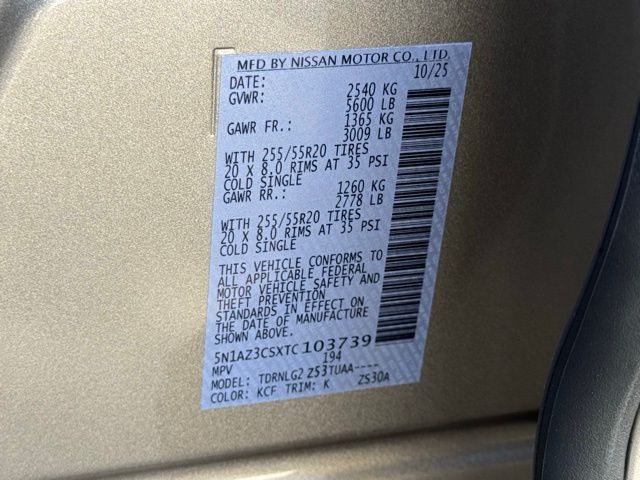 MFD BY NISSAN MOTOR CO., LTD.
DATE: 10/25
GVWR: 2540 KG
5600 LB
GAWR FR.: 1365 KG
3009 LB
WITH 255/55R20 TIRES
20 X 8.0 RIMS AT 35 PSI
COLD SINGLE
GAWR RR.: 1260 KG
2778 LB
WITH 255/55R20 TIRES
20 X 8.0 RIMS AT 35 PSI
COLD SINGLE
THIS VEHICLE CONFORMS TO
ALL APPLICABLE FEDERAL
MOTOR VEHICLE SAFETY AND
THEFT PREVENTION
STANDARDS IN EFFECT ON
THE DATE OF MANUFACTURE
SHOWN ABOVE.
5N1AZ3CSXTC103739
MPV 194
MODEL: TDRNLG2 Z53TUAA----
COLOR: KCF TRIM: K ZS30A